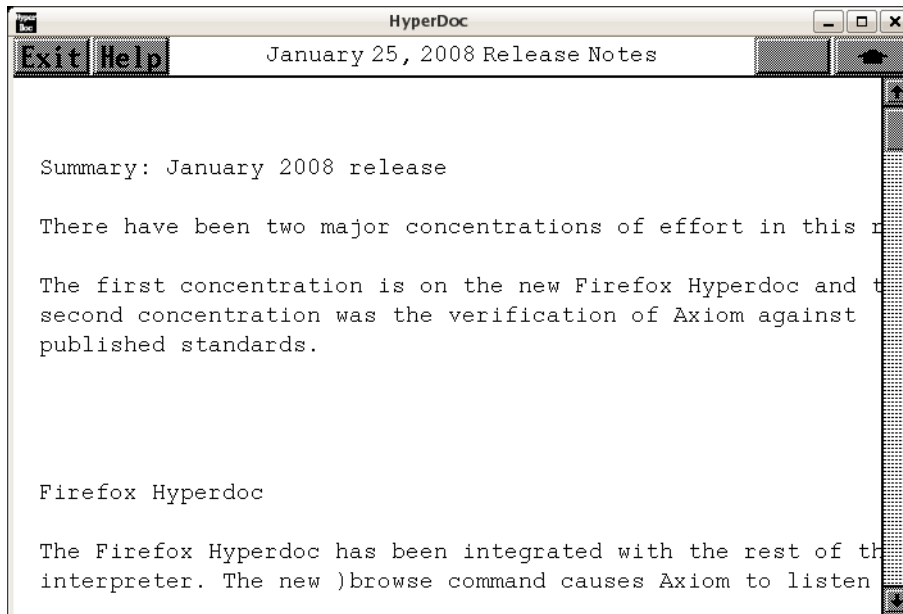 Hyper
Doc
HyperDoc
Exit Help January 25, 2008 Release Notes
Summary: January 2008 release
There have been two major concentrations of effort in this
The first concentration is on the new Firefox Hyperdoc and
second concentration was the verification of Axiom against
published standards.
Firefox Hyperdoc
The Firefox Hyperdoc has been integrated with the rest of
interpreter. The new )browse command causes Axiom to listen